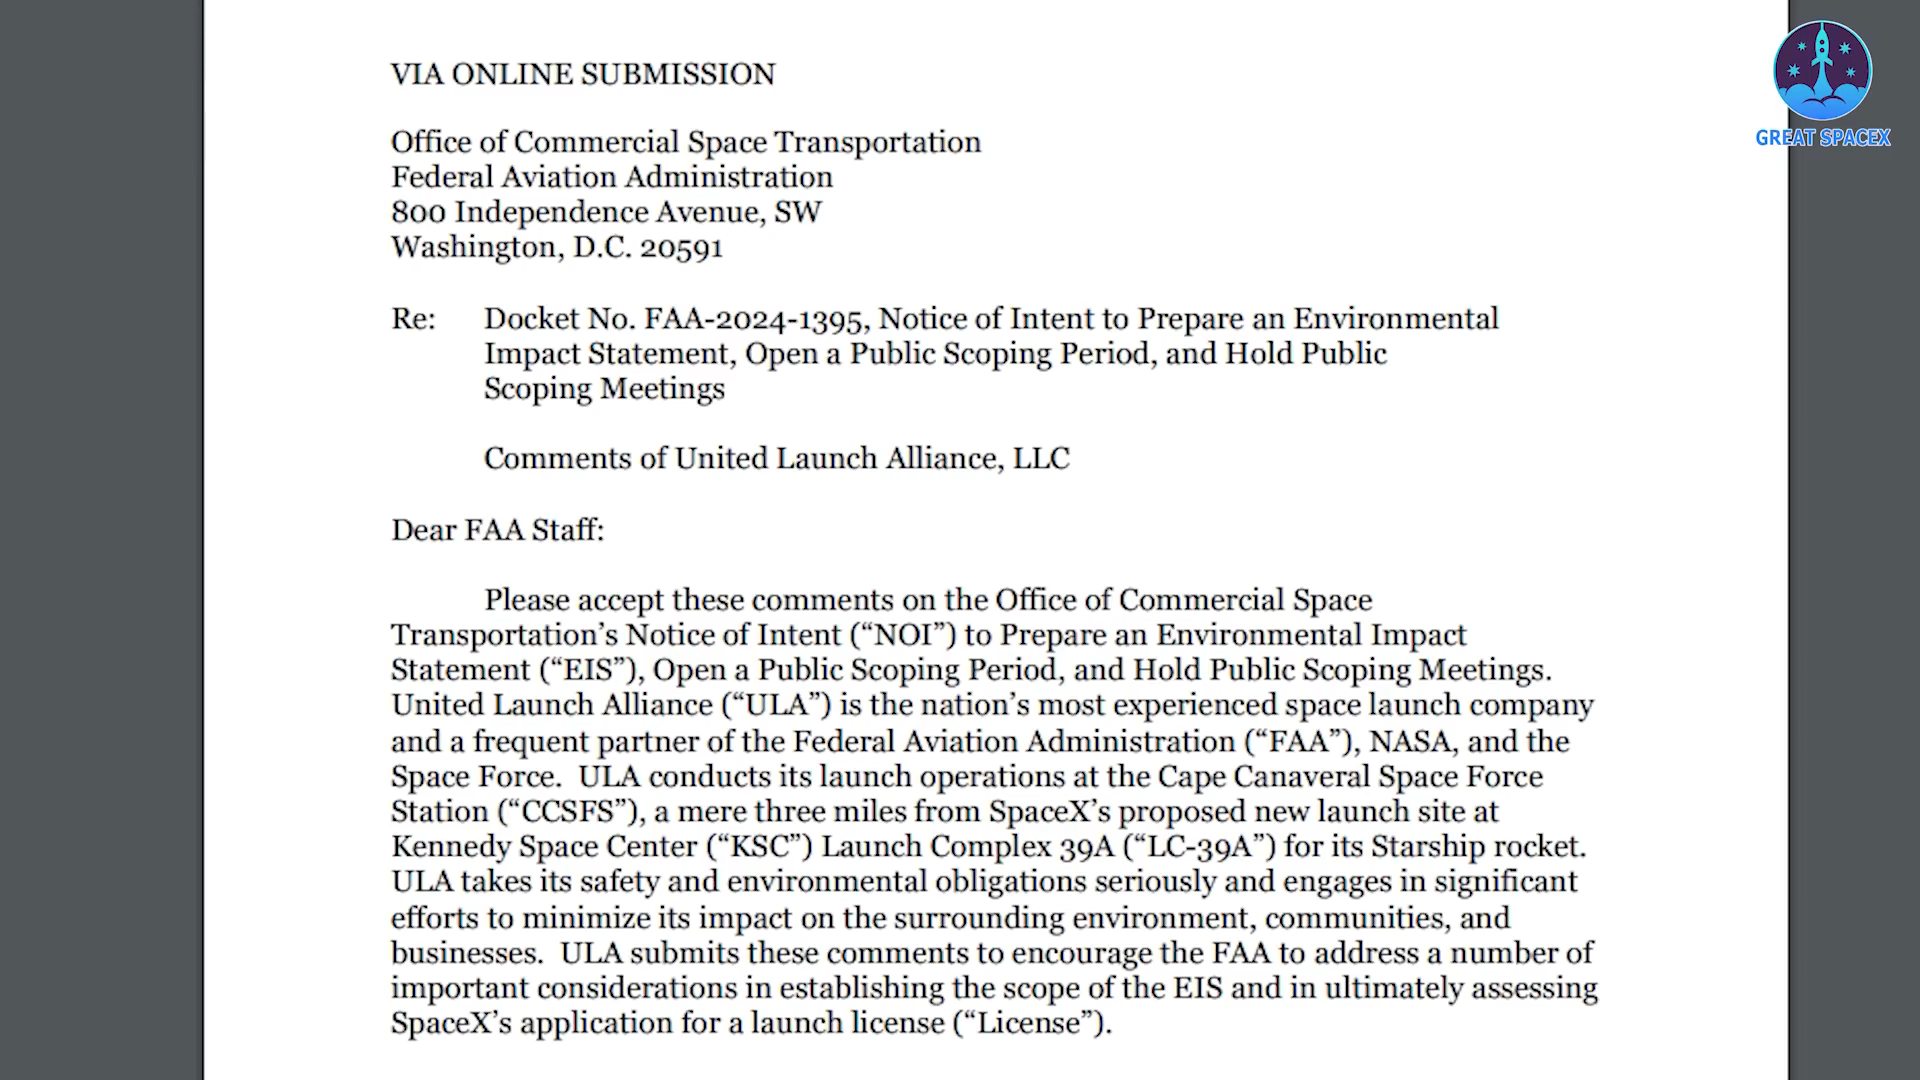 VIA ONLINE SUBMISSION
GREAT SPACEX
Office of Commercial Space Transportation
Federal Aviation Administration
800 Independence Avenue, SW
Washington, D.C. 20591
Re: Docket No. FAA-2024-1395, Notice of Intent to Prepare an Environmental
Impact Statement, Open a Public Scoping Period, and Hold Public
Scoping Meetings
Comments of United Launch Alliance, LLC
Dear FAA Staff:
Please accept these comments on the Office of Commercial Space
Transportation’s Notice of Intent (“NOI”) to Prepare an Environmental Impact
Statement (“EIS”), Open a Public Scoping Period, and Hold Public Scoping Meetings.
United Launch Alliance (“ULA”) is the nation’s most experienced space launch company
and a frequent partner of the Federal Aviation Administration (“FAA”), NASA, and the
Space Force.  ULA conducts its launch operations at the Cape Canaveral Space Force
Station (“CCSFS”), a mere three miles from SpaceX’s proposed new launch site at
Kennedy Space Center (“KSC”) Launch Complex 39A (“LC-39A”) for its Starship rocket.
ULA takes its safety and environmental obligations seriously and engages in significant
efforts to minimize its impact on the surrounding environment, communities, and
businesses.  ULA submits these comments to encourage the FAA to address a number of
important considerations in establishing the scope of the EIS and in ultimately assessing
SpaceX’s application for a launch license (“License”).